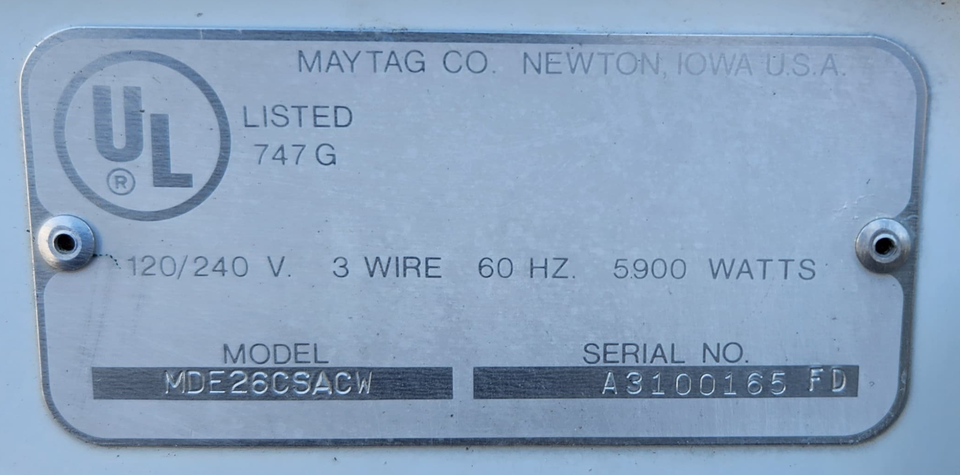 MAYTAG CO. NEWTON, IOWA U.S.A.
UL
®
LISTED
747 G
120/240 V. 3 WIRE 60 HZ. 5900 WATTS
MODEL SERIAL NO.
MDE26CSACW A3100165 FD